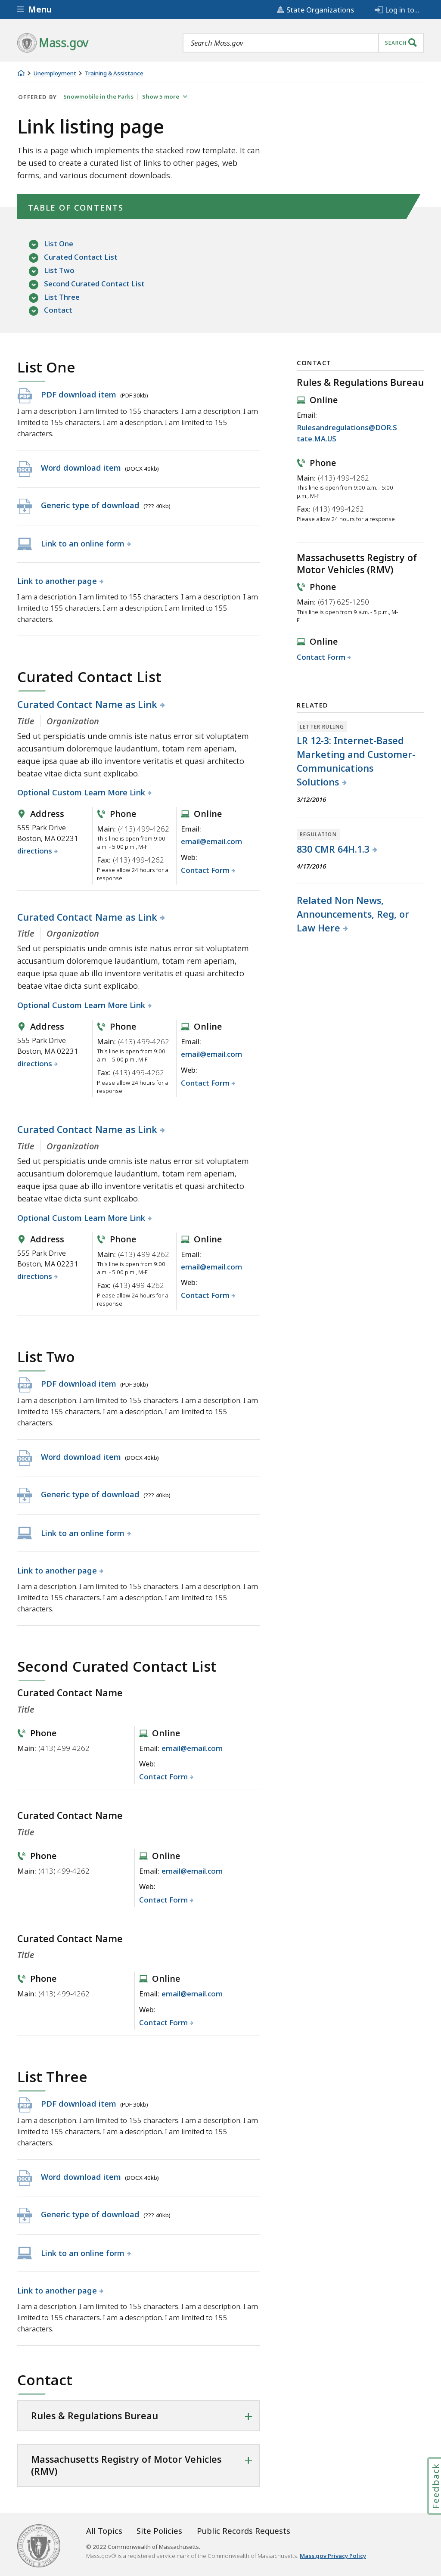 Menu
State Organizations
Log in to...
Mass.gov
Search Mass.gov
SEARCH
Unemployment
Training & Assistance
OFFERED BY Snowmobile in the Parks Show 5 more
Link listing page
This is a page which implements the stacked row template. It can
be used to create a curated list of links to other pages, web
forms, and various document downloads.
TABLE OF CONTENTS
List One
Curated Contact List
List Two
Second Curated Contact List
List Three
Contact
List One
PDF download item (PDF 30kb)
I am a description. I am limited to 155 characters. I am a description. I am
limited to 155 characters. I am a description. I am limited to 155
characters.
Word download item (DOCX 40kb)
Generic type of download (??? 40kb)
Link to an online form
Link to another page
I am a description. I am limited to 155 characters. I am a description. I am
limited to 155 characters. I am a description. I am limited to 155
characters.
Curated Contact List
Curated Contact Name as Link
Title Organization
Sed ut perspiciatis unde omnis iste natus error sit voluptatem
accusantium doloremque laudantium, totam rem aperiam,
eaque ipsa quae ab illo inventore veritatis et quasi architecto
beatae vitae dicta sunt explicabo.
Optional Custom Learn More Link
Address
555 Park Drive
Boston, MA 02231
directions
Phone
Main: (413) 499-4262
This line is open from 9:00
a.m. - 5:00 p.m., M-F
Fax: (413) 499-4262
Please allow 24 hours for a
response
Online
Email:
email@email.com
Web:
Contact Form
Curated Contact Name as Link
Title Organization
Sed ut perspiciatis unde omnis iste natus error sit voluptatem
accusantium doloremque laudantium, totam rem aperiam,
eaque ipsa quae ab illo inventore veritatis et quasi architecto
beatae vitae dicta sunt explicabo.
Optional Custom Learn More Link
Address
555 Park Drive
Boston, MA 02231
directions
Phone
Main: (413) 499-4262
This line is open from 9:00
a.m. - 5:00 p.m., M-F
Fax: (413) 499-4262
Please allow 24 hours for a
response
Online
Email:
email@email.com
Web:
Contact Form
Curated Contact Name as Link
Title Organization
Sed ut perspiciatis unde omnis iste natus error sit voluptatem
accusantium doloremque laudantium, totam rem aperiam,
eaque ipsa quae ab illo inventore veritatis et quasi architecto
beatae vitae dicta sunt explicabo.
Optional Custom Learn More Link
Address
555 Park Drive
Boston, MA 02231
directions
Phone
Main: (413) 499-4262
This line is open from 9:00
a.m. - 5:00 p.m., M-F
Fax: (413) 499-4262
Please allow 24 hours for a
response
Online
Email:
email@email.com
Web:
Contact Form
List Two
PDF download item (PDF 30kb)
I am a description. I am limited to 155 characters. I am a description. I am
limited to 155 characters. I am a description. I am limited to 155
characters.
Word download item (DOCX 40kb)
Generic type of download (??? 40kb)
Link to an online form
Link to another page
I am a description. I am limited to 155 characters. I am a description. I am
limited to 155 characters. I am a description. I am limited to 155
characters.
Second Curated Contact List
Curated Contact Name
Title
Phone
Main: (413) 499-4262
Online
Email: email@email.com
Web:
Contact Form
Curated Contact Name
Title
Phone
Main: (413) 499-4262
Online
Email: email@email.com
Web:
Contact Form
Curated Contact Name
Title
Phone
Main: (413) 499-4262
Online
Email: email@email.com
Web:
Contact Form
List Three
PDF download item (PDF 30kb)
I am a description. I am limited to 155 characters. I am a description. I am
limited to 155 characters. I am a description. I am limited to 155
characters.
Word download item (DOCX 40kb)
Generic type of download (??? 40kb)
Link to an online form
Link to another page
I am a description. I am limited to 155 characters. I am a description. I am
limited to 155 characters. I am a description. I am limited to 155
characters.
Contact
Rules & Regulations Bureau
Massachusetts Registry of Motor Vehicles
(RMV)
CONTACT
Rules & Regulations Bureau
Online
Email:
Rulesandregulations@DOR.S
tate.MA.US
Phone
Main: (413) 499-4262
This line is open from 9:00 a.m. - 5:00
p.m., M-F
Fax: (413) 499-4262
Please allow 24 hours for a response
Massachusetts Registry of
Motor Vehicles (RMV)
Phone
Main: (617) 625-1250
This line is open from 9 a.m. - 5 p.m., M-
F
Online
Contact Form
RELATED
LETTER RULING
LR 12-3: Internet-Based
Marketing and Customer-
Communications
Solutions
3/12/2016
REGULATION
830 CMR 64H.1.3
4/17/2016
Related Non News,
Announcements, Reg, or
Law Here
Feedback
All Topics Site Policies Public Records Requests
© 2022 Commonwealth of Massachusetts.
Mass.gov® is a registered service mark of the Commonwealth of Massachusetts. Mass.gov Privacy Policy